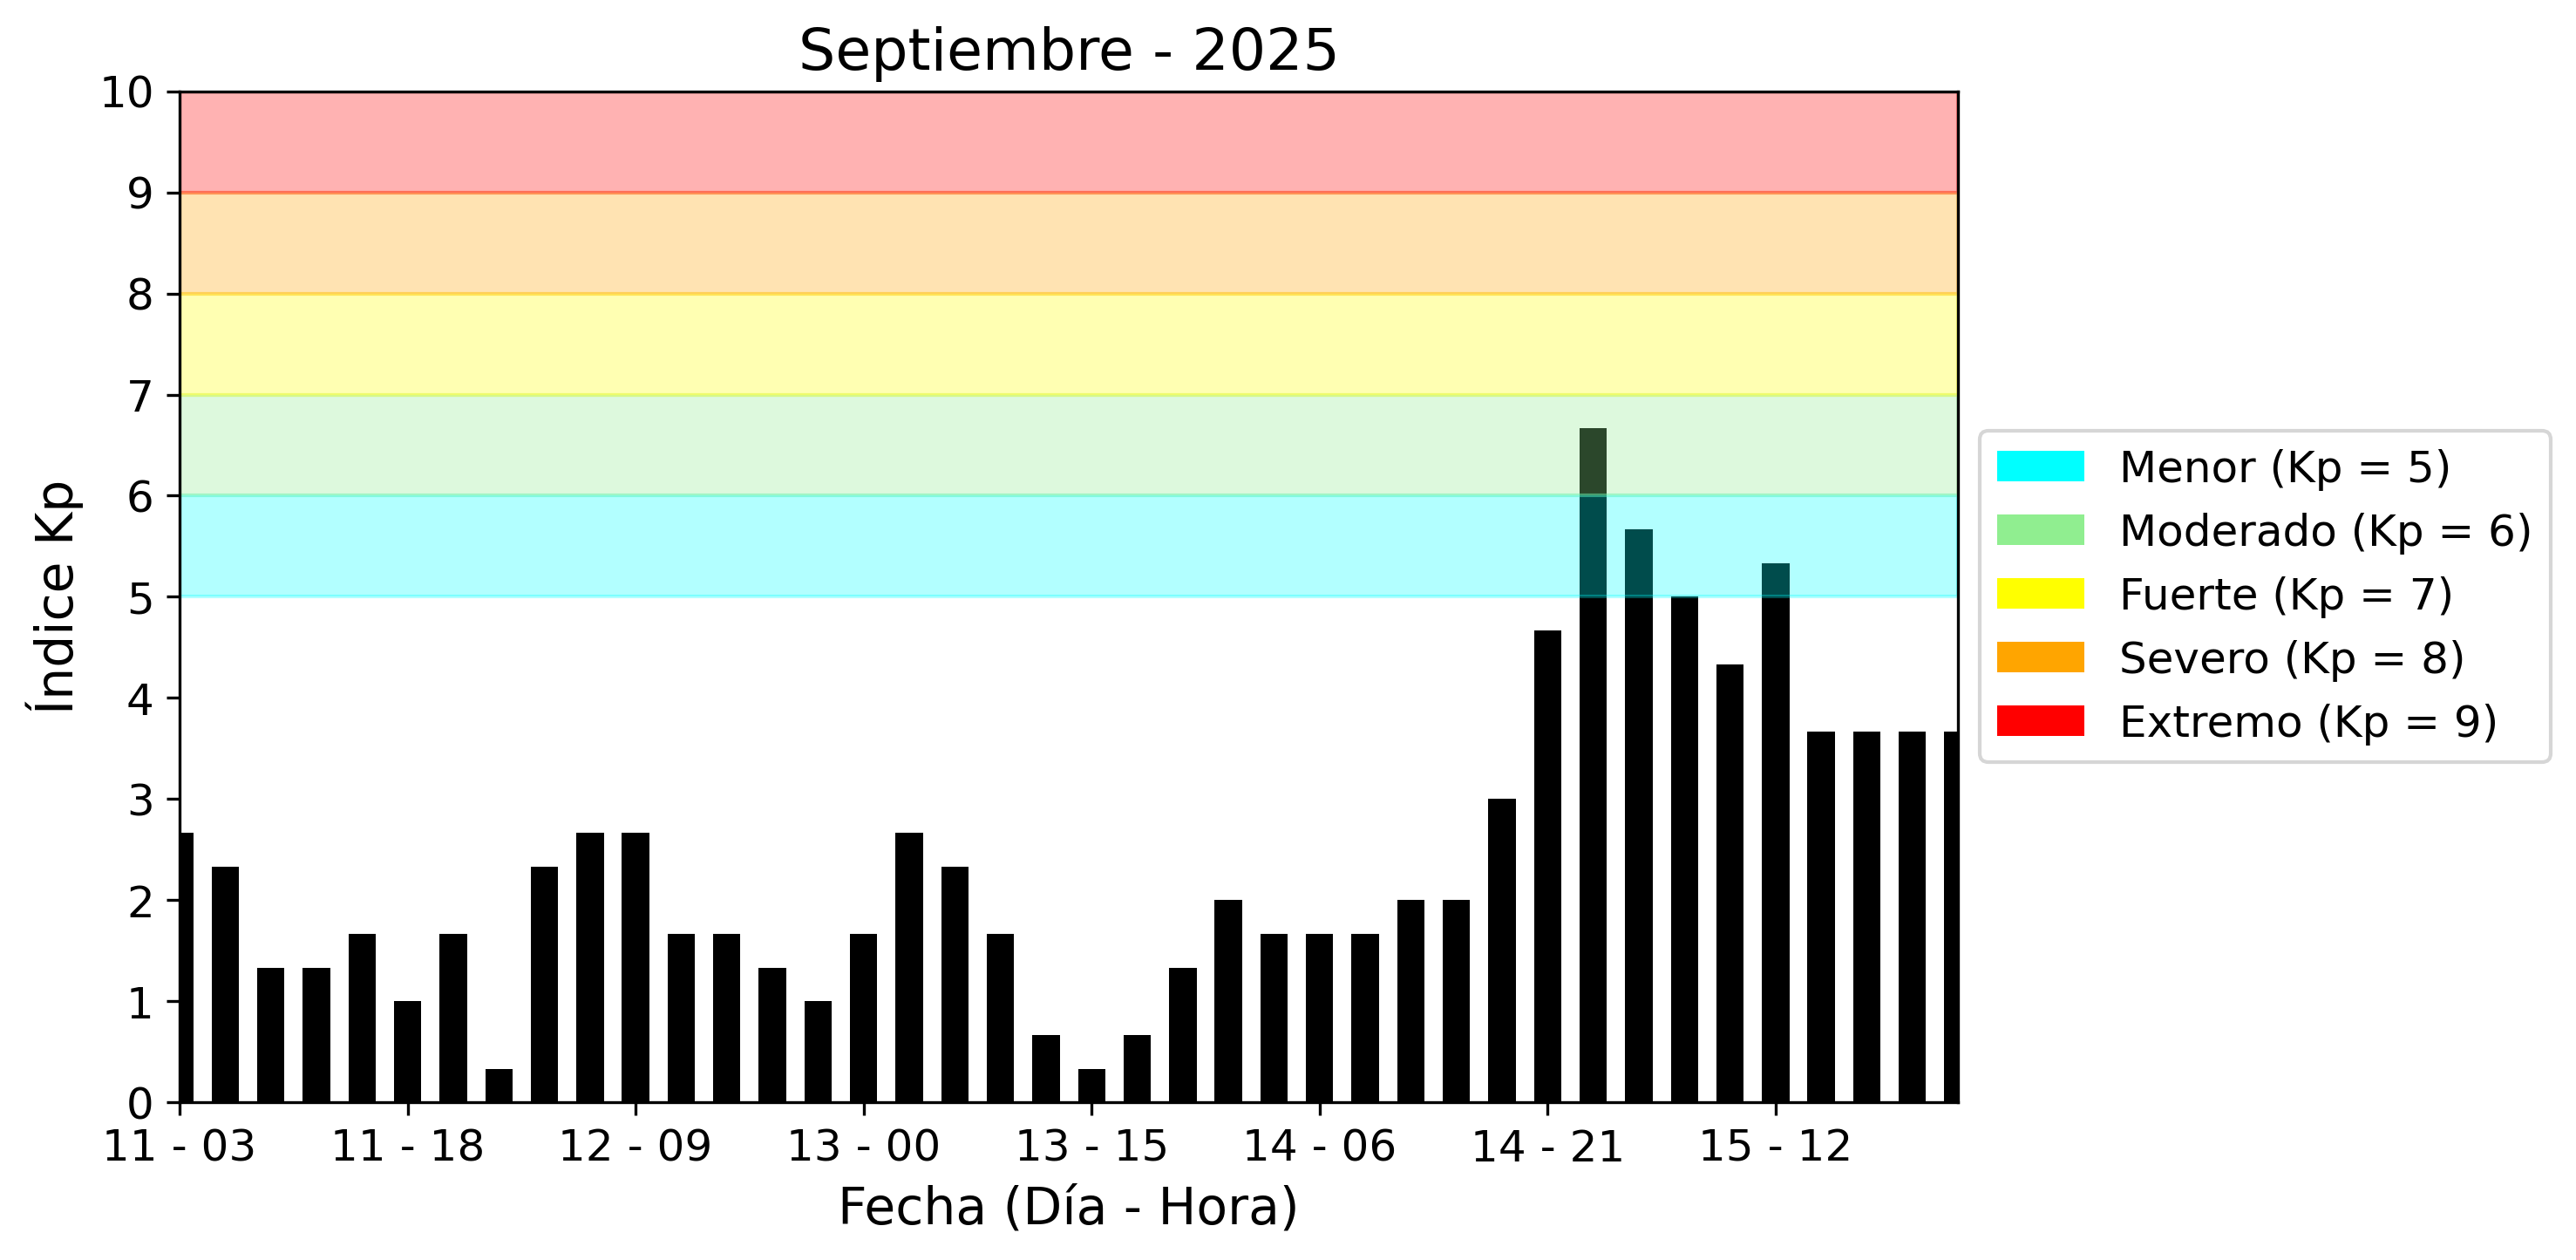 Septiembre - 2025
10
9
8
7
6
5
4
3
2
1
0
Índice Kp
11 - 03 11 - 18 12 - 09 13 - 00 13 - 15 14 - 06 14 - 21 15 - 12
Fecha (Día - Hora)
Menor (Kp = 5)
Moderado (Kp = 6)
Fuerte (Kp = 7)
Severo (Kp = 8)
Extremo (Kp = 9)